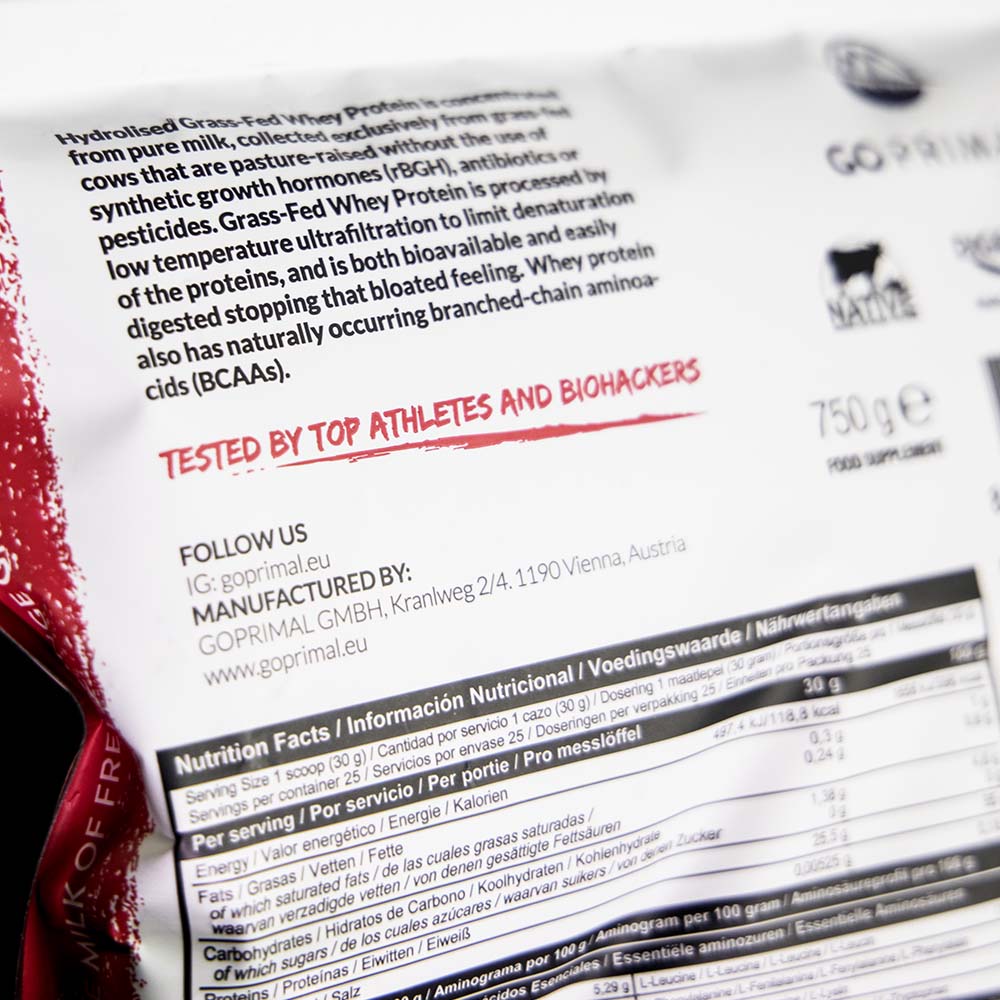 Hydrolised Grass-Fed Whey Protein is concentrated
from pure milk, collected exclusively from grass-fed
cows that are pasture-raised without the use of
synthetic growth hormones (rBGH), antibiotics or
pesticides. Grass-Fed Whey Protein is processed by
low temperature ultrafiltration to limit denaturation
of the proteins, and is both bioavailable and easily
digested stopping that bloated feeling. Whey protein
also has naturally occurring branched-chain aminoa-
cids (BCAAs).
TESTED BY TOP ATHLETES AND BIOHACKERS
FOLLOW US
IG: goprimal.eu
MANUFACTURED BY:
GOPRIMAL GMBH, Kranlweg 2/4. 1190 Vienna, Austria
www.goprimal.eu
GOPRIMA
NATIVE
750 g e
FOOD SUPPLEMENT
MILK OF FREE
Nutrition Facts / Información Nutricional / Voedingswaarde / Nährwertangaben
Serving Size 1 scoop (30 g) / Cantidad por servicio 1 cazo (30 g) / Dosering 1 maatlepel (30 gram) / Portionsgröße
Servings per container 25 / Servicios por envase 25 / Doseringen per verpakking 25 / Einheiten pro Packung 25
Per serving / Por servicio / Per portie / Pro messlöffel 30 g 100 g
Energy / Valor energético / Energie / Kalorien 497.4 kJ/118,8 kcal
Fats / Grasas / Vetten / Fette 0,3 g
of which saturated fats / de las cuales grasas saturadas / 0,24 g
waarvan verzadigde vetten / von denen gesättigte Fettsäuren
Carbohydrates / Hidratos de Carbono / Koolhydraten / Kohlenhydrate 1,38 g
of which sugars / de los cuales azúcares / waarvan suikers / von denen Zucker 0g
Proteins / Proteínas / Eiwitten / Eiweiß 25,5 g
/ Salz 0,00525 g
/ Aminograma por 100 g / Aminogram per 100 gram / Aminosäureprofil pro 100 g
Esenciales / Essentiële aminozuren / Essentielle Aminosäuren
5,29 g L-Leucine / L-Leucina / L-Leucin